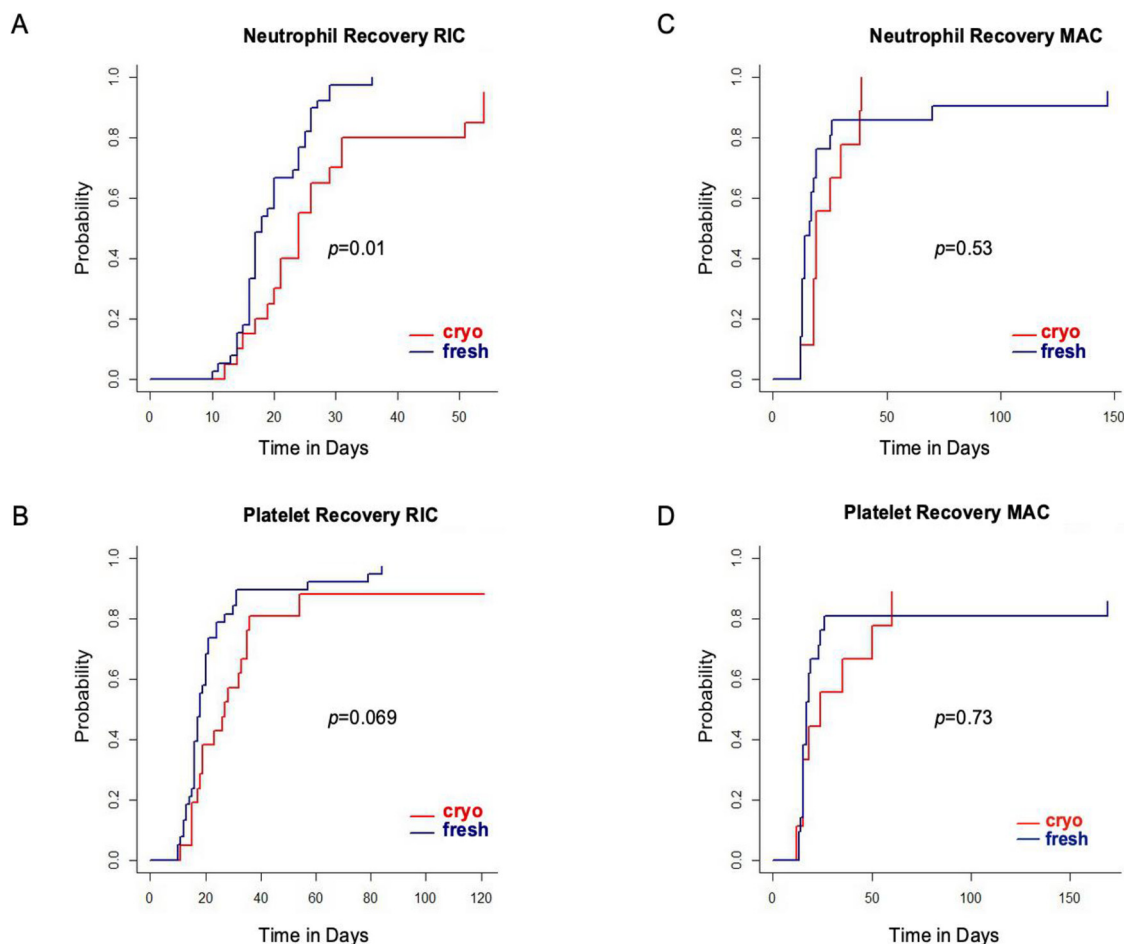 A
Neutrophil Recovery RIC
Probability
1.0
0.8
0.6
0.4
0.2
0.0
p=0.01
cryo
fresh
0 10 20 30 40 50
Time in Days
C
Neutrophil Recovery MAC
Probability
1.0
0.8
0.6
0.4
0.2
0.0
p=0.53
cryo
fresh
0 50 100 150
Time in Days
B
Platelet Recovery RIC
Probability
1.0
0.8
0.6
0.4
0.2
0.0
p=0.069
cryo
fresh
0 20 40 60 80 100 120
Time in Days
D
Platelet Recovery MAC
Probability
1.0
0.8
0.6
0.4
0.2
0.0
p=0.73
cryo
fresh
0 50 100 150
Time in Days